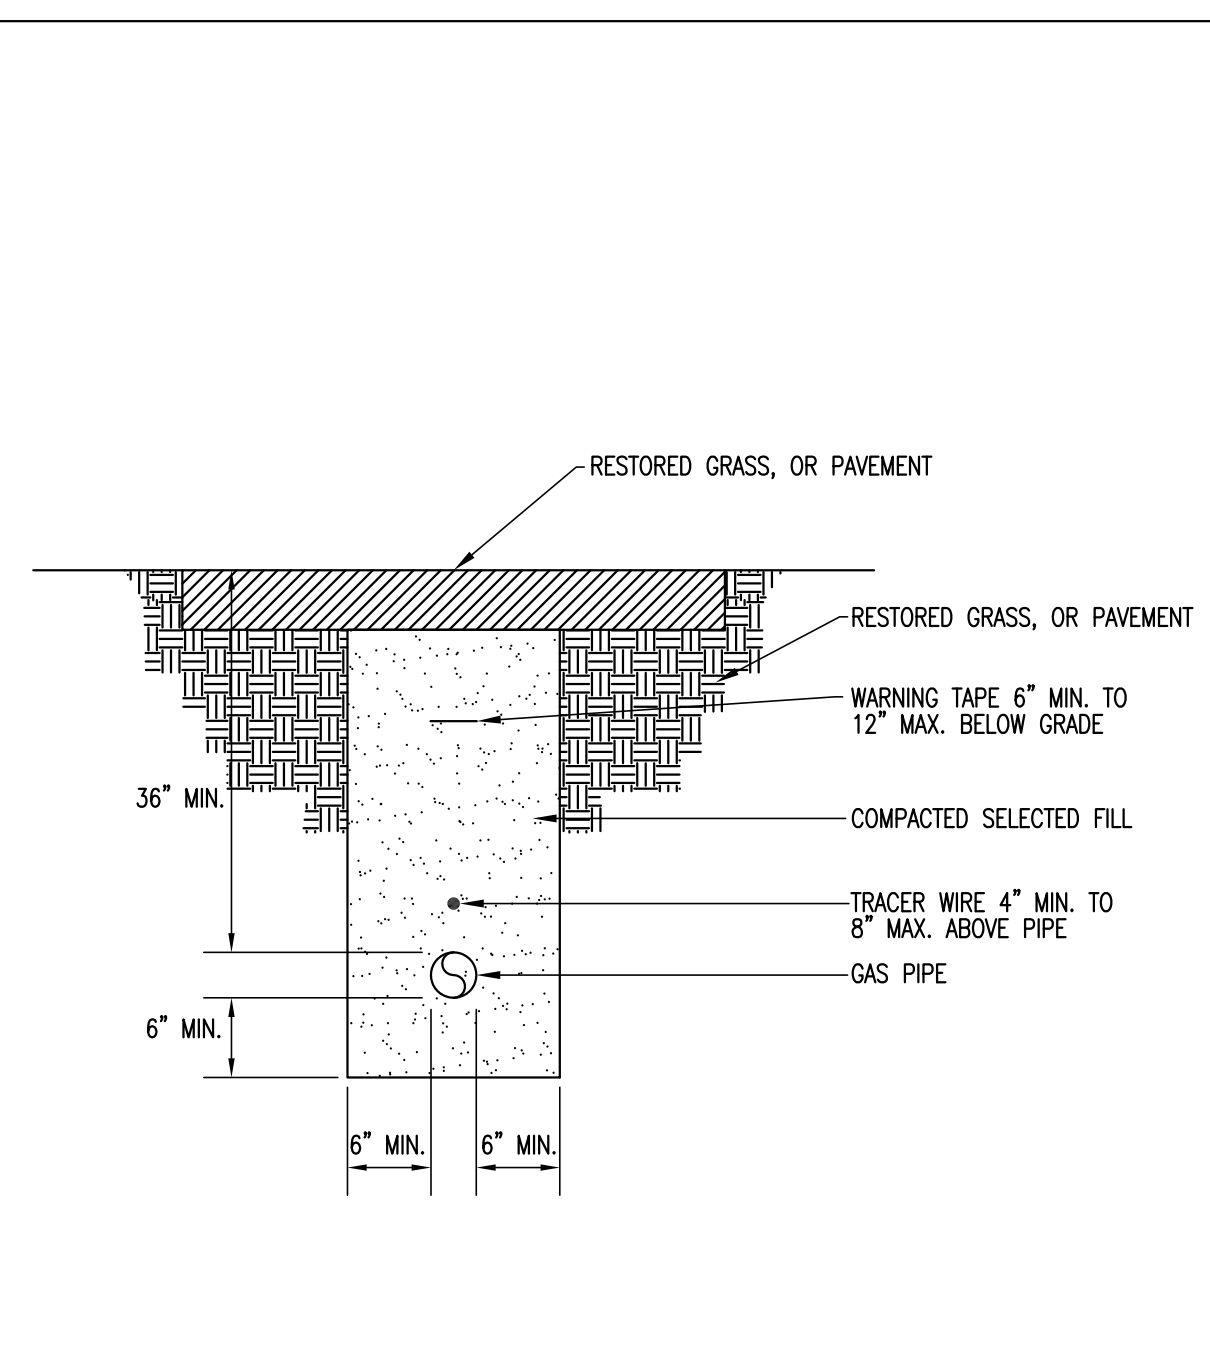 RESTORED GRASS, OR PAVEMENT
RESTORED GRASS, OR PAVEMENT
WARNING TAPE 6" MIN. TO
12" MAX. BELOW GRADE
36" MIN.
COMPACTED SELECTED FILL
TRACER WIRE 4" MIN. TO
8" MAX. ABOVE PIPE
GAS PIPE
6" MIN.
6" MIN.
6" MIN.